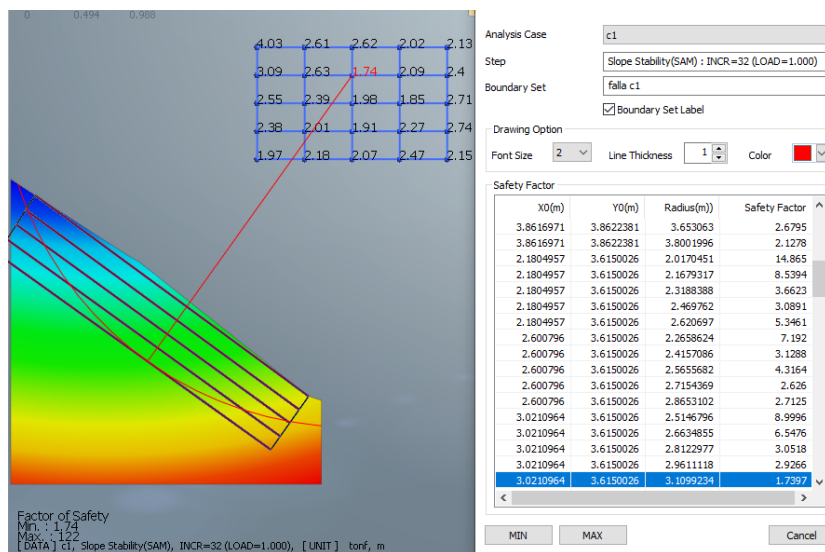 0 0.494 0.988
4.03 2.61 2.62 2.02 2.13
3.09 2.63 1.74 2.09 2.4
2.55 2.39 1.98 1.85 2.71
2.38 2.01 1.91 2.27 2.74
1.97 2.18 2.07 2.47 2.15
Factor of Safety
Min. : 1.74
Max. : 122
[ DATA ] c1, Slope Stability(SAM), INCR=32 (LOAD=1.000), [ UNIT ] tonf, m
Analysis Case c1
Step Slope Stability(SAM) : INCR=32 (LOAD=1.000)
Boundary Set falla c1
Boundary Set Label
Drawing Option
Font Size 2 Line Thickness 1 Color
Safety Factor
X0(m) Y0(m) Radius(m)) Safety Factor
3.8616971 3.8622381 3.653063 2.6795
3.8616971 3.8622381 3.8001996 2.1278
2.1804957 3.6150026 2.0170451 14.865
2.1804957 3.6150026 2.1679317 8.5394
2.1804957 3.6150026 2.3188388 3.6623
2.1804957 3.6150026 2.469762 3.0891
2.1804957 3.6150026 2.620697 5.3461
2.600796 3.6150026 2.2658624 7.192
2.600796 3.6150026 2.4157086 3.1288
2.600796 3.6150026 2.5655682 4.3164
2.600796 3.6150026 2.7154369 2.626
2.600796 3.6150026 2.8653102 2.7125
3.0210964 3.6150026 2.5146796 8.9996
3.0210964 3.6150026 2.6634855 6.5476
3.0210964 3.6150026 2.8122977 3.0518
3.0210964 3.6150026 2.9611118 2.9266
3.0210964 3.6150026 3.1099234 1.7397
MIN MAX Cancel